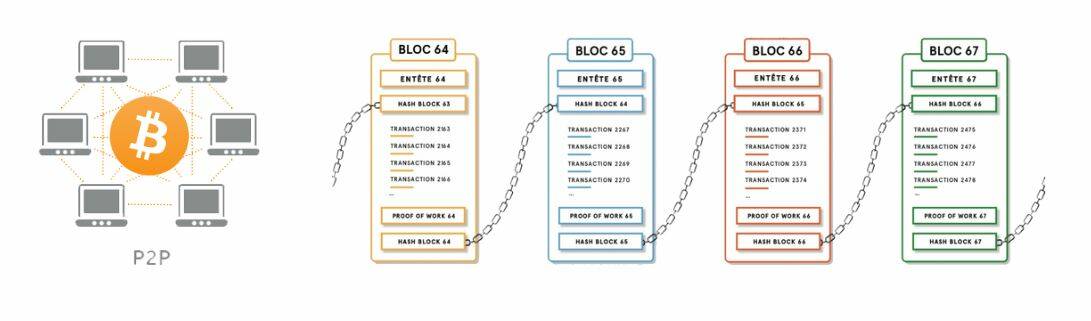 P2P
BLOC 64
ENTÊTE 64
HASH BLOCK 63
TRANSACTION 2163
TRANSACTION 2164
TRANSACTION 2165
TRANSACTION 2166
...
PROOF OF WORK 64
HASH BLOCK 64
BLOC 65
ENTÊTE 65
HASH BLOCK 64
TRANSACTION 2267
TRANSACTION 2268
TRANSACTION 2269
TRANSACTION 2270
...
PROOF OF WORK 65
HASH BLOCK 65
BLOC 66
ENTÊTE 66
HASH BLOCK 65
TRANSACTION 2371
TRANSACTION 2372
TRANSACTION 2373
TRANSACTION 2374
...
PROOF OF WORK 66
HASH BLOCK 66
BLOC 67
ENTÊTE 67
HASH BLOCK 66
TRANSACTION 2475
TRANSACTION 2476
TRANSACTION 2477
TRANSACTION 2478
...
PROOF OF WORK 67
HASH BLOCK 67